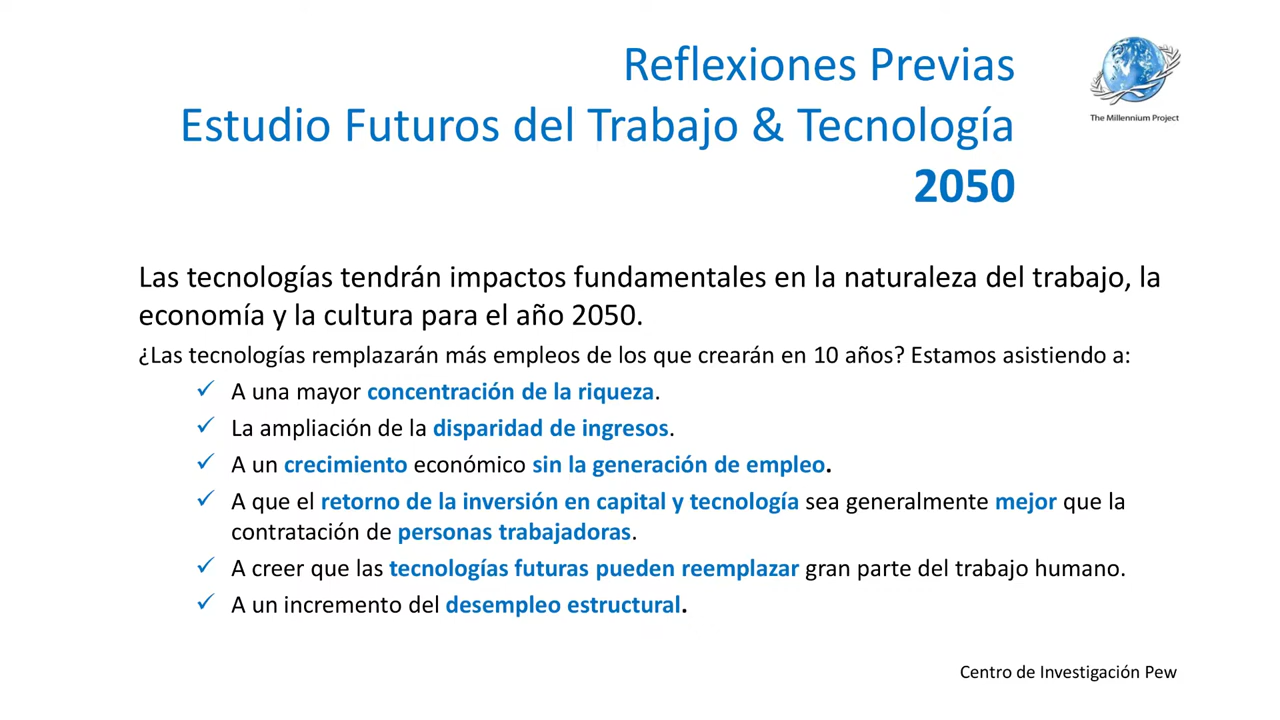 Reflexiones Previas
Estudio Futuros del Trabajo & Tecnología
2050
The Millennium Project
Las tecnologías tendrán impactos fundamentales en la naturaleza del trabajo, la
economía y la cultura para el año 2050.
¿Las tecnologías remplazarán más empleos de los que crearán en 10 años? Estamos asistiendo a:
✓ A una mayor concentración de la riqueza.
✓ La ampliación de la disparidad de ingresos.
✓ A un crecimiento económico sin la generación de empleo.
✓ A que el retorno de la inversión en capital y tecnología sea generalmente mejor que la
contratación de personas trabajadoras.
✓ A creer que las tecnologías futuras pueden reemplazar gran parte del trabajo humano.
✓ A un incremento del desempleo estructural.
Centro de Investigación Pew